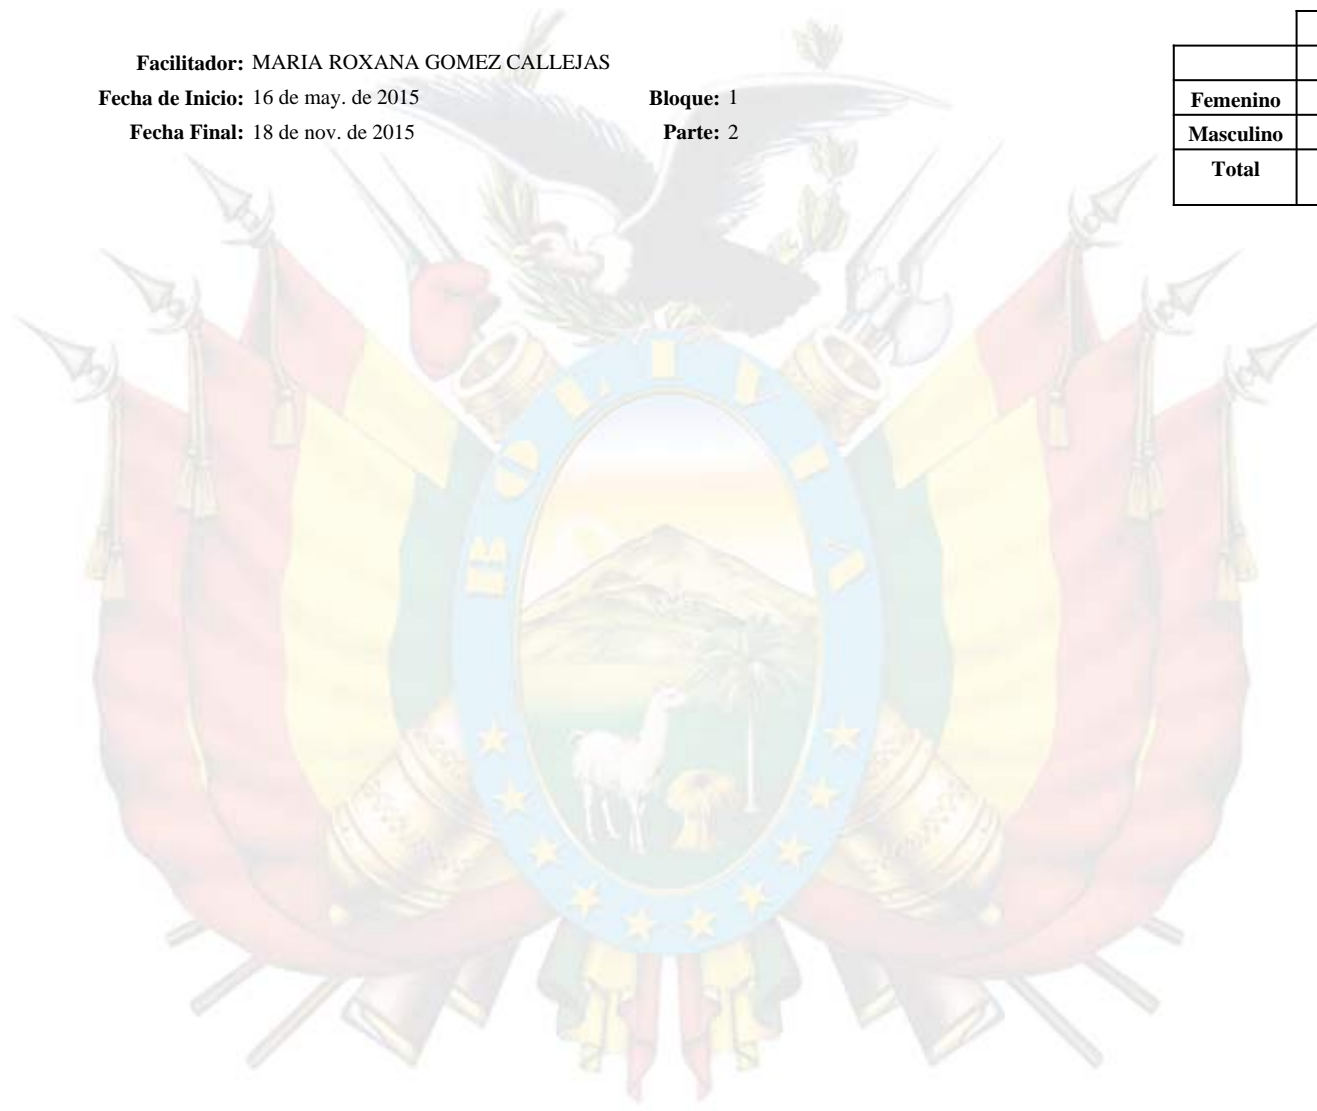 Facilitador: MARIA ROXANA GOMEZ CALLEJAS
Fecha de Inicio: 16 de may. de 2015 Bloque: 1
Fecha Final: 18 de nov. de 2015 Parte: 2
Femenino
Masculino
Total
BOLIVIA